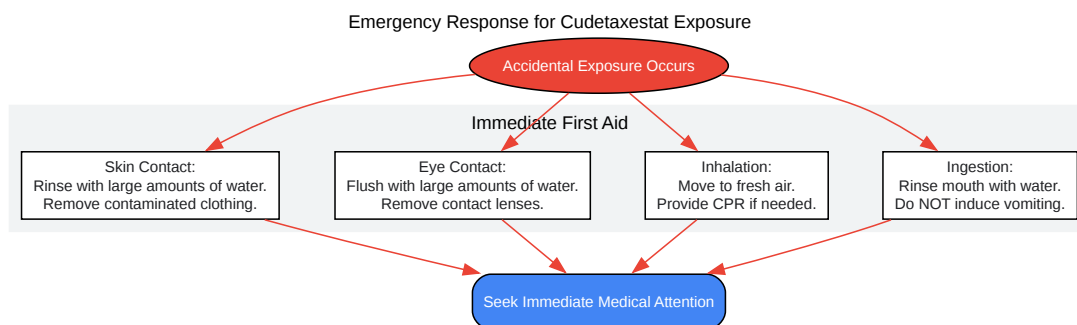 Emergency Response for Cudetaxestat Exposure
Accidental Exposure Occurs
Immediate First Aid
Skin Contact:
Rinse with large amounts of water.
Remove contaminated clothing.
Eye Contact:
Flush with large amounts of water.
Remove contact lenses.
Inhalation:
Move to fresh air.
Provide CPR if needed.
Ingestion:
Rinse mouth with water.
Do NOT induce vomiting.
Seek Immediate Medical Attention